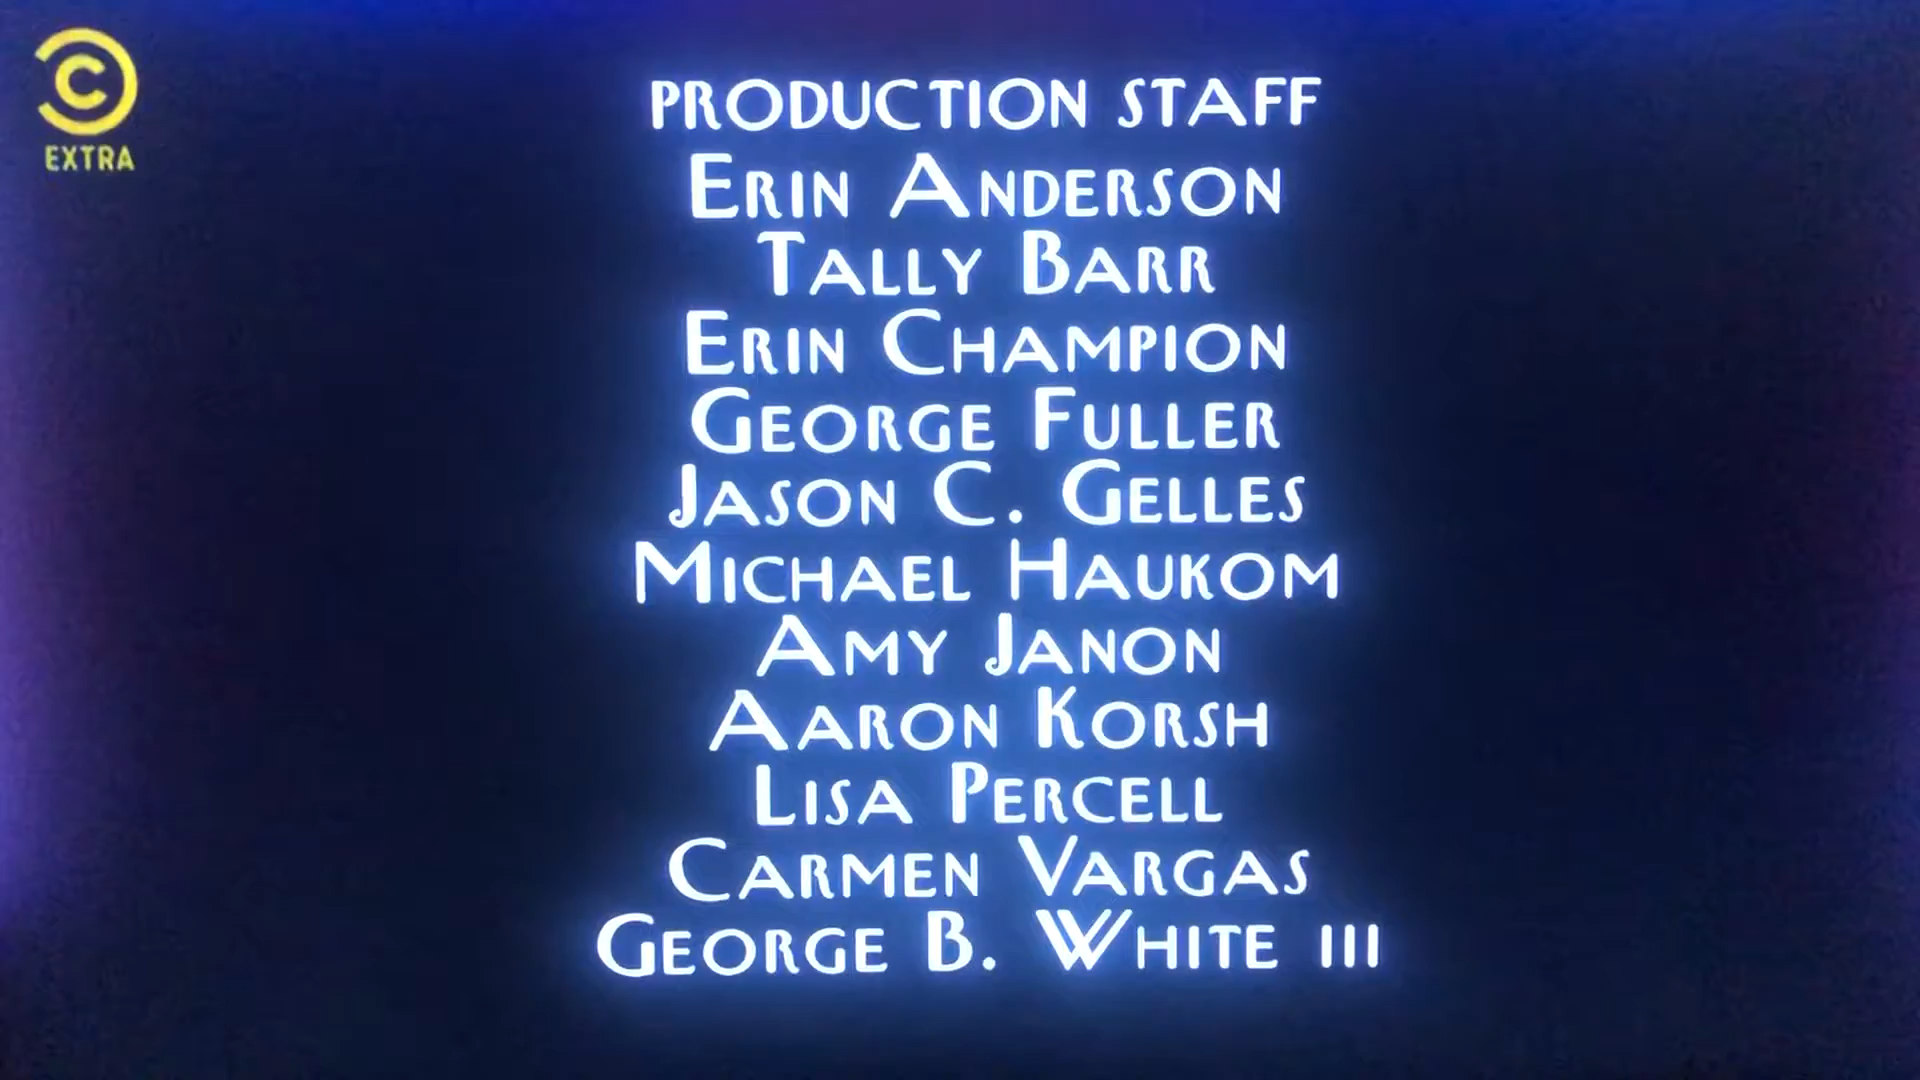 C
EXTRA
PRODUCTION STAFF
ERIN ANDERSON
TALLY BARR
ERIN CHAMPION
GEORGE FULLER
JASON C. GELLES
MICHAEL HAUKOM
AMY JANON
AARON KORSH
LISA PERCELL
CARMEN VARGAS
GEORGE B. WHITE III